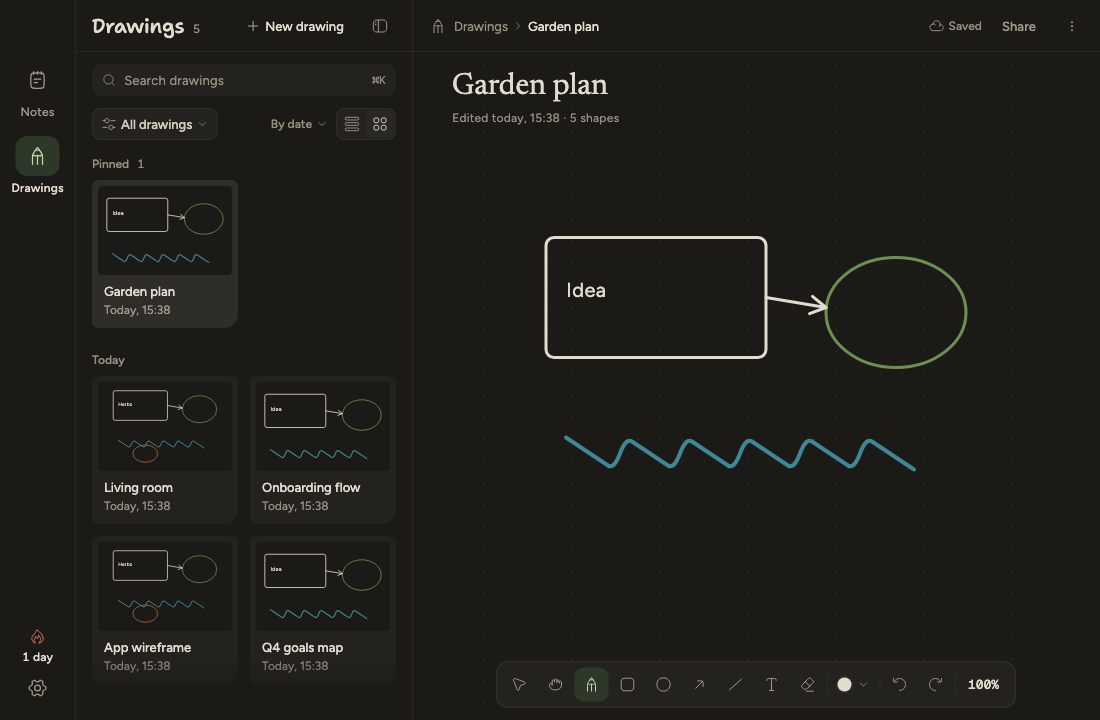 Notes
Drawings
1 day
Drawings 5
New drawing
Search drawings ⌘K
All drawings
By date
Pinned 1
Idea
Garden plan
Today, 15:38
Today
Herbs
Living room
Today, 15:38
Idea
Onboarding flow
Today, 15:38
Herbs
App wireframe
Today, 15:38
Idea
Q4 goals map
Today, 15:38
Drawings › Garden plan
Saved
Share
Garden plan
Edited today, 15:38 · 5 shapes
Idea
100%